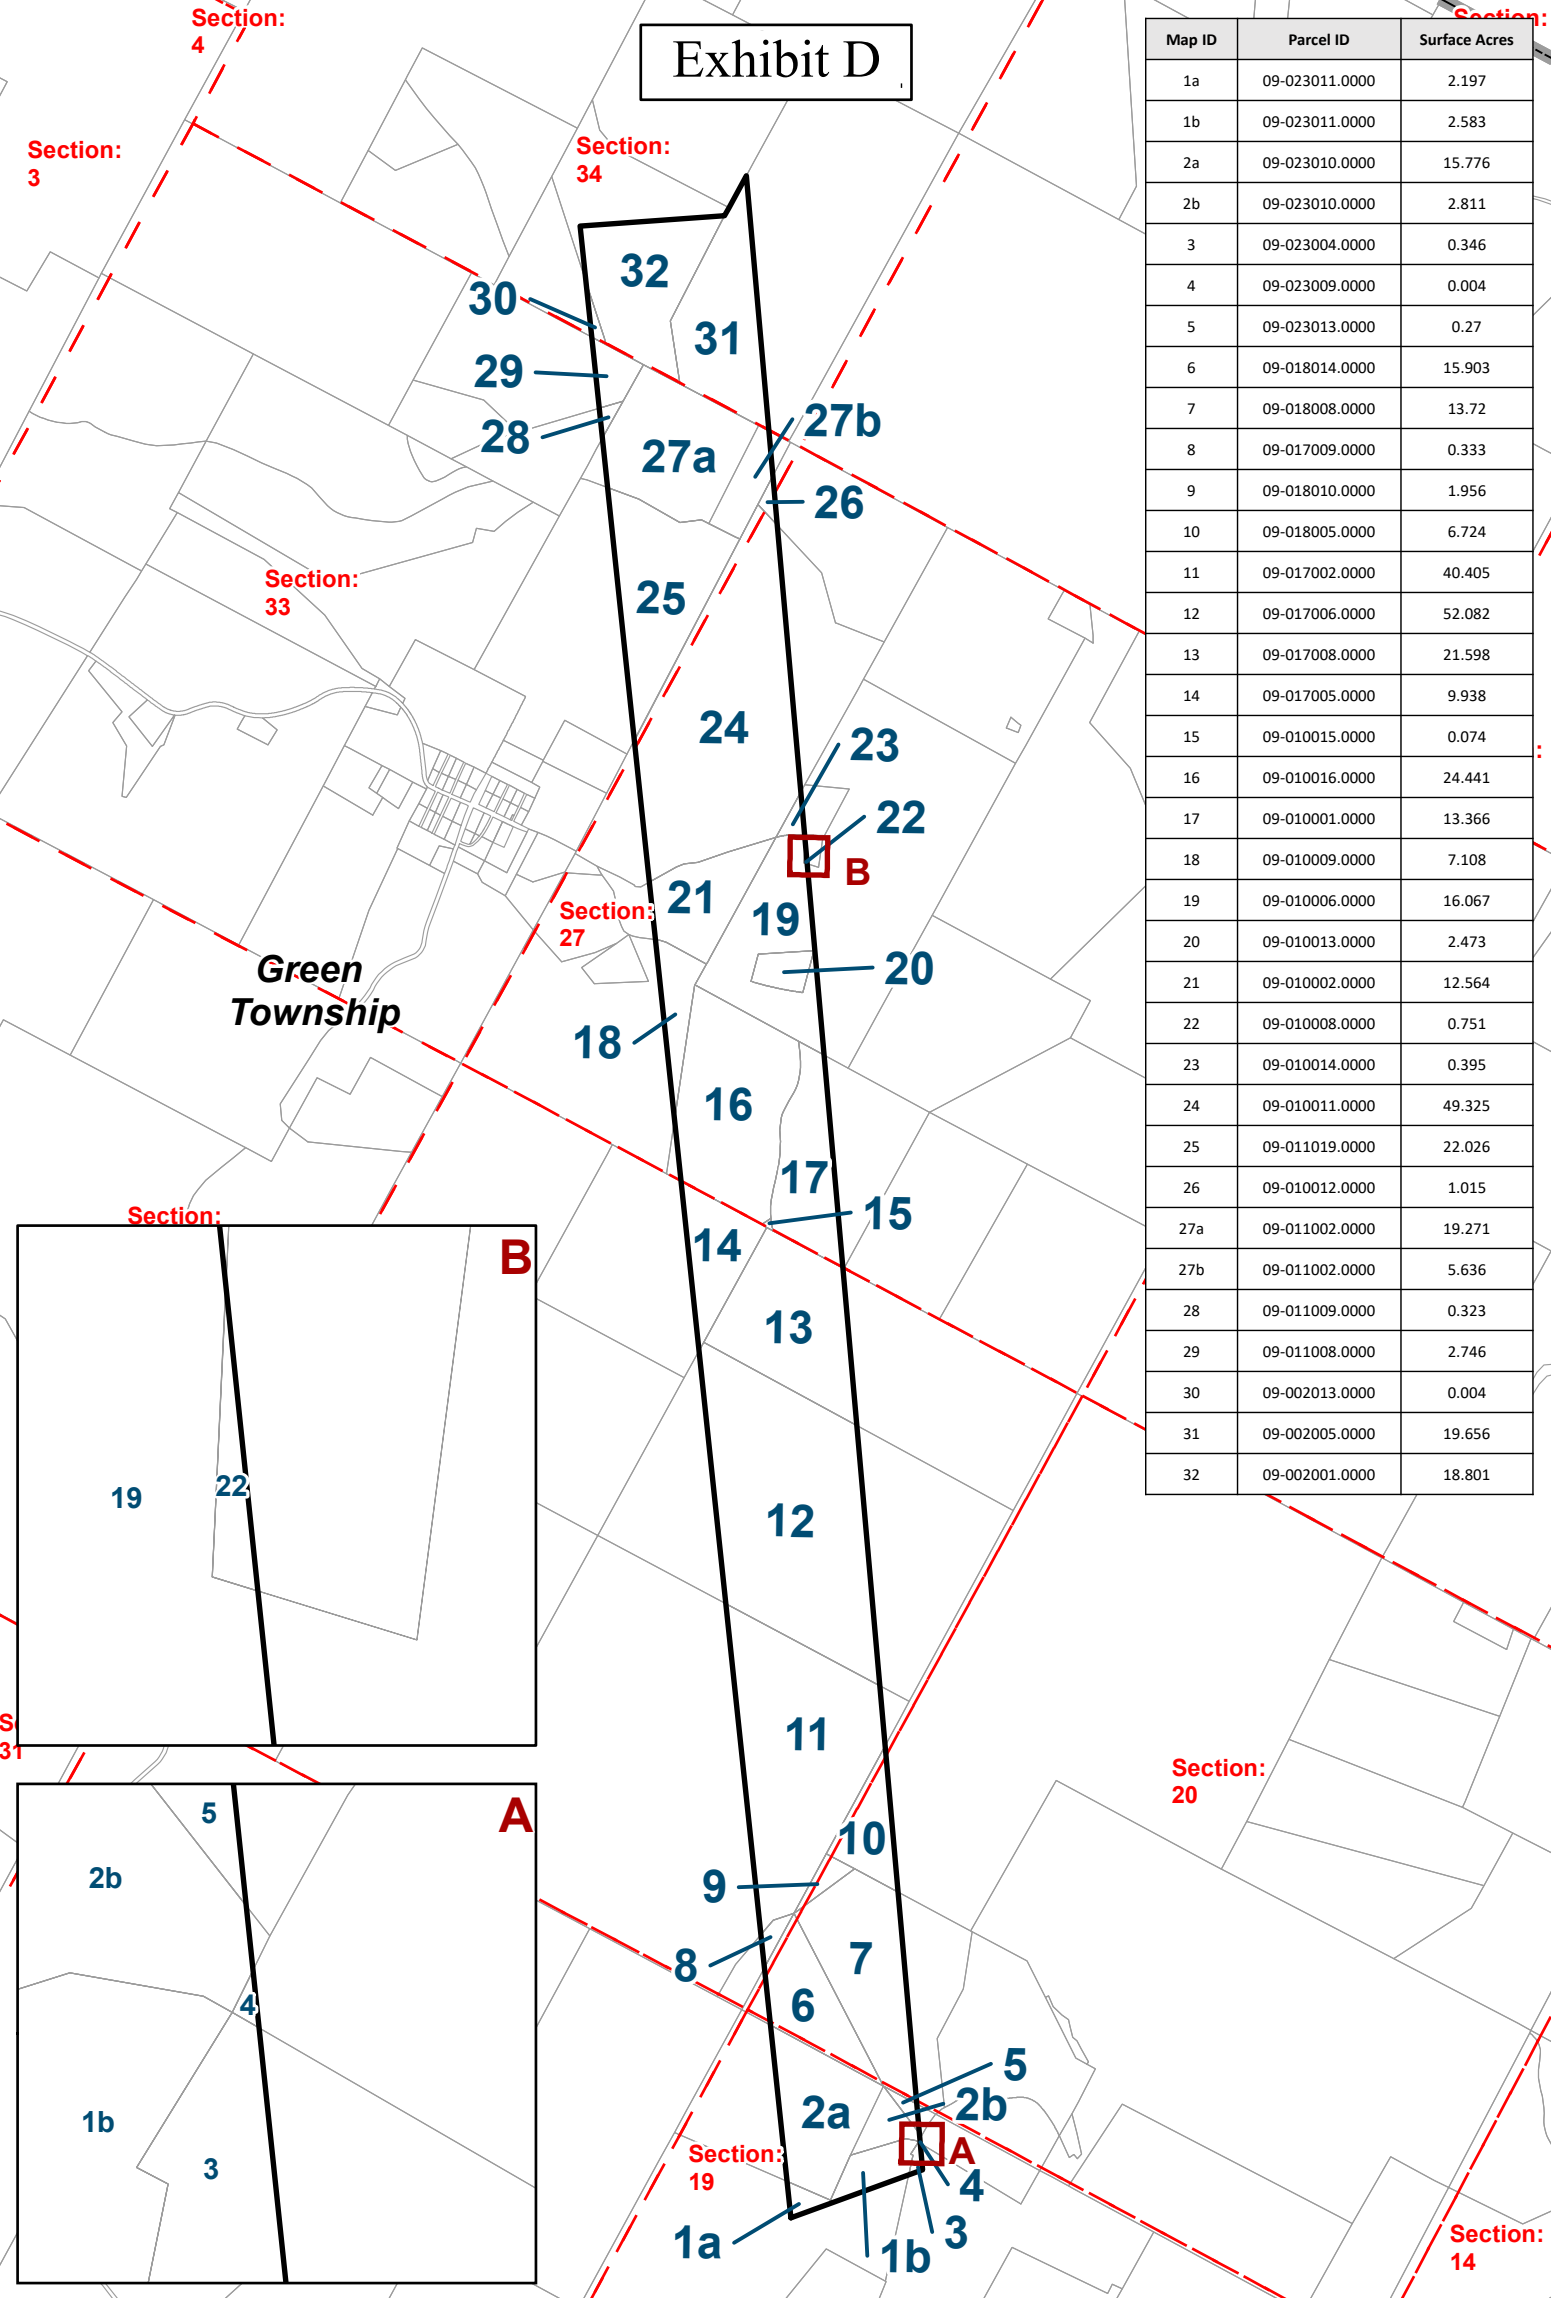 Exhibit D
Section:
4
Section:
3
Section:
34
Section:
Map ID Parcel ID Surface Acres
1a 09-023011.0000 2.197
1b 09-023011.0000 2.583
2a 09-023010.0000 15.776
2b 09-023010.0000 2.811
3 09-023004.0000 0.346
4 09-023009.0000 0.004
5 09-023013.0000 0.27
6 09-018014.0000 15.903
7 09-018008.0000 13.72
8 09-017009.0000 0.333
9 09-018010.0000 1.956
10 09-018005.0000 6.724
11 09-017002.0000 40.405
12 09-017006.0000 52.082
13 09-017008.0000 21.598
14 09-017005.0000 9.938
15 09-010015.0000 0.074
16 09-010016.0000 24.441
17 09-010001.0000 13.366
18 09-010009.0000 7.108
19 09-010006.0000 16.067
20 09-010013.0000 2.473
21 09-010002.0000 12.564
22 09-010008.0000 0.751
23 09-010014.0000 0.395
24 09-010011.0000 49.325
25 09-011019.0000 22.026
26 09-010012.0000 1.015
27a 09-011002.0000 19.271
27b 09-011002.0000 5.636
28 09-011009.0000 0.323
29 09-011008.0000 2.746
30 09-002013.0000 0.004
31 09-002005.0000 19.656
32 09-002001.0000 18.801
32
30
31
29
27b
28
27a
26
Section:
33
25
24
23
22
B
21
Section:
27
19
20
Green
Township
18
16
17
15
Section:
14
13
12
11
Section:
20
10
9
8
7
6
5
2a
2b
A
Section:
19
4
3
1a
1b
Section:
14
B
19
22
31
A
5
2b
4
1b
3